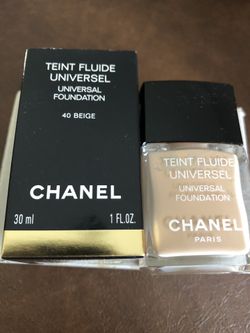 TEINT FLUIDE
UNIVERSEL
UNIVERSAL
FOUNDATION
40 BEIGE
CHANEL
30 ml 1 FL.OZ.
TEINT FLUIDE
UNIVERSEL
UNIVERSAL
FOUNDATION
CHANEL
PARIS